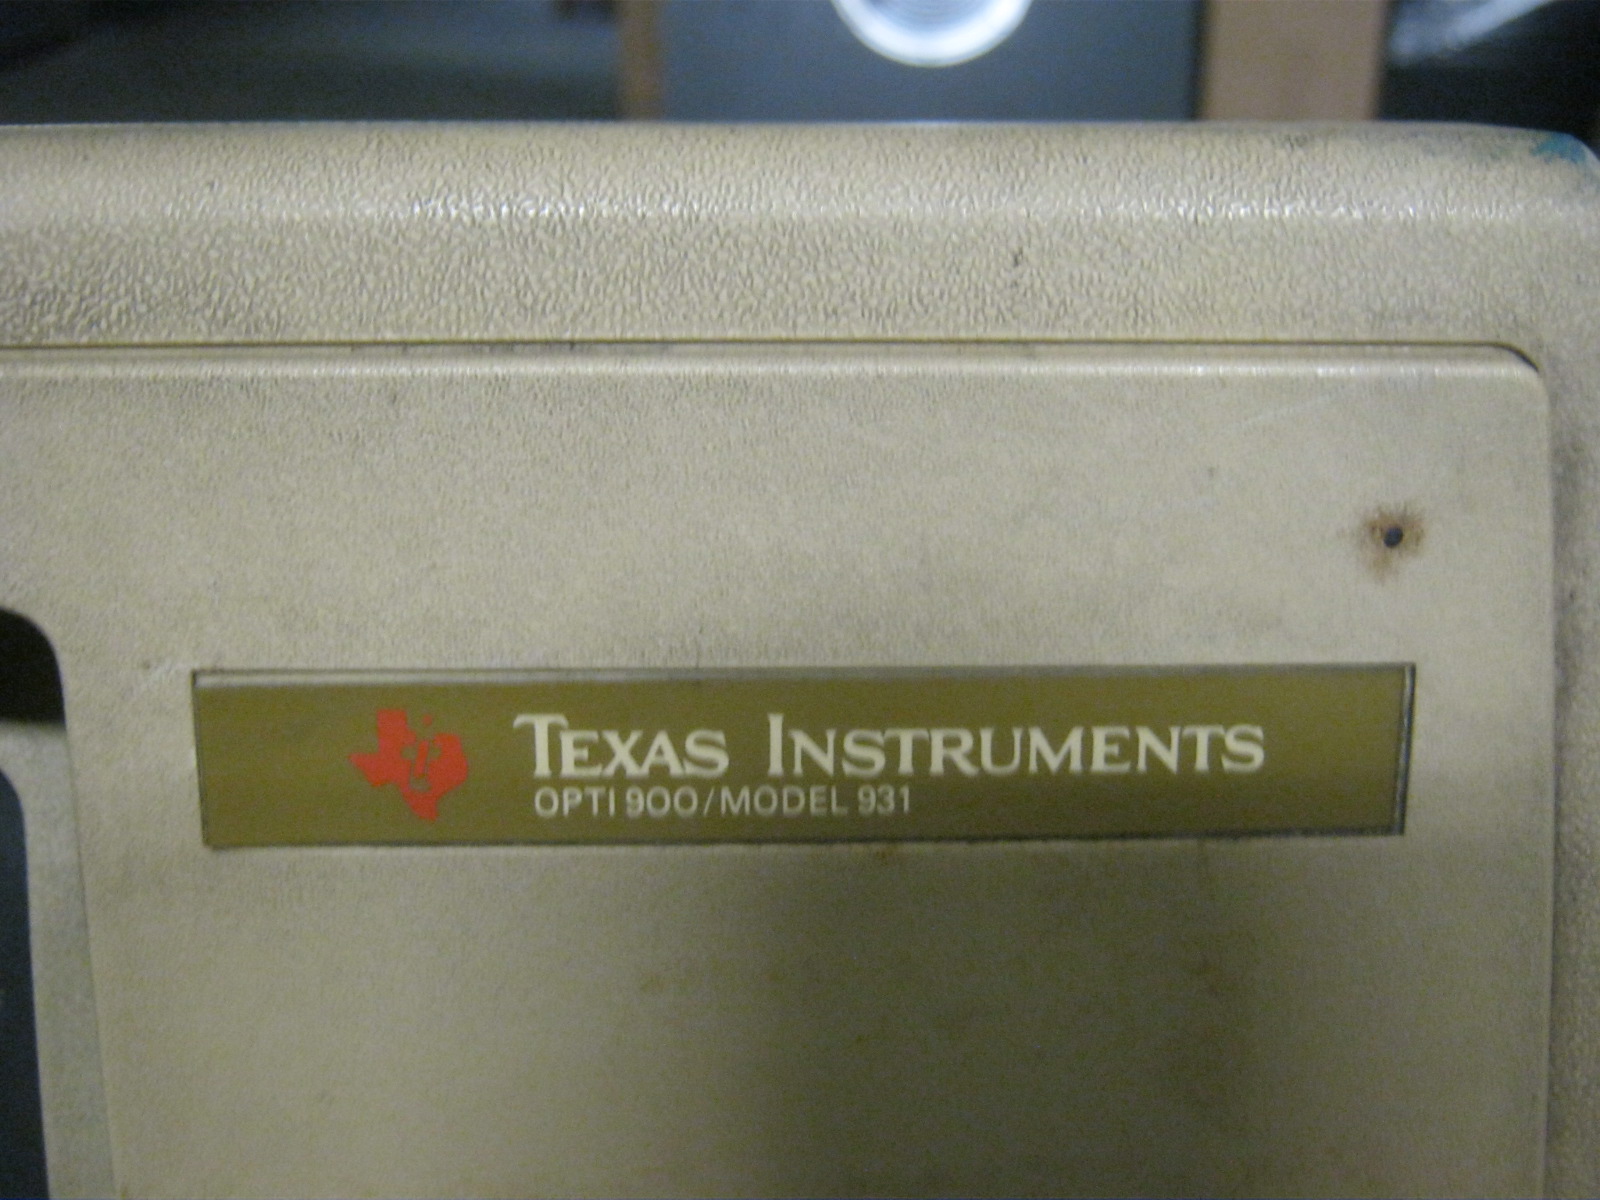 TEXAS INSTRUMENTS
OPTI 900/MODEL 931